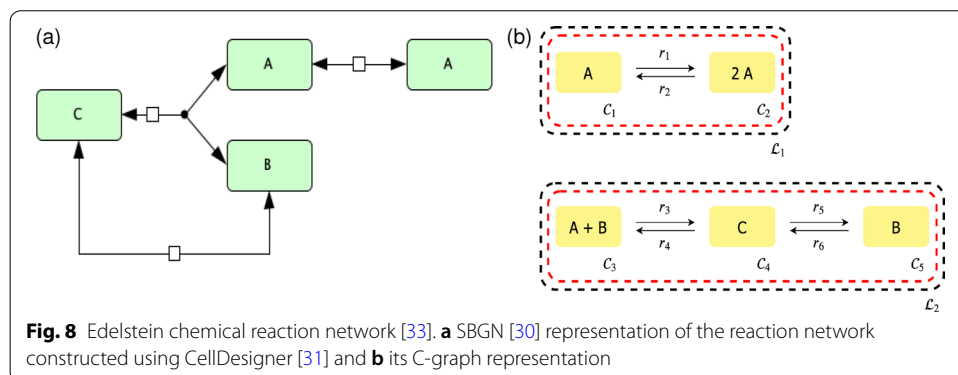 (a)
A
A
C
B
(b)
A
r₁
r₂
2 A
𝒞₁
𝒞₂
ℒ₁
A + B
r₃
r₄
C
r₅
r₆
B
𝒞₃
𝒞₄
𝒞₅
ℒ₂
Fig. 8 Edelstein chemical reaction network [33]. a SBGN [30] representation of the reaction network
constructed using CellDesigner [31] and b its C-graph representation